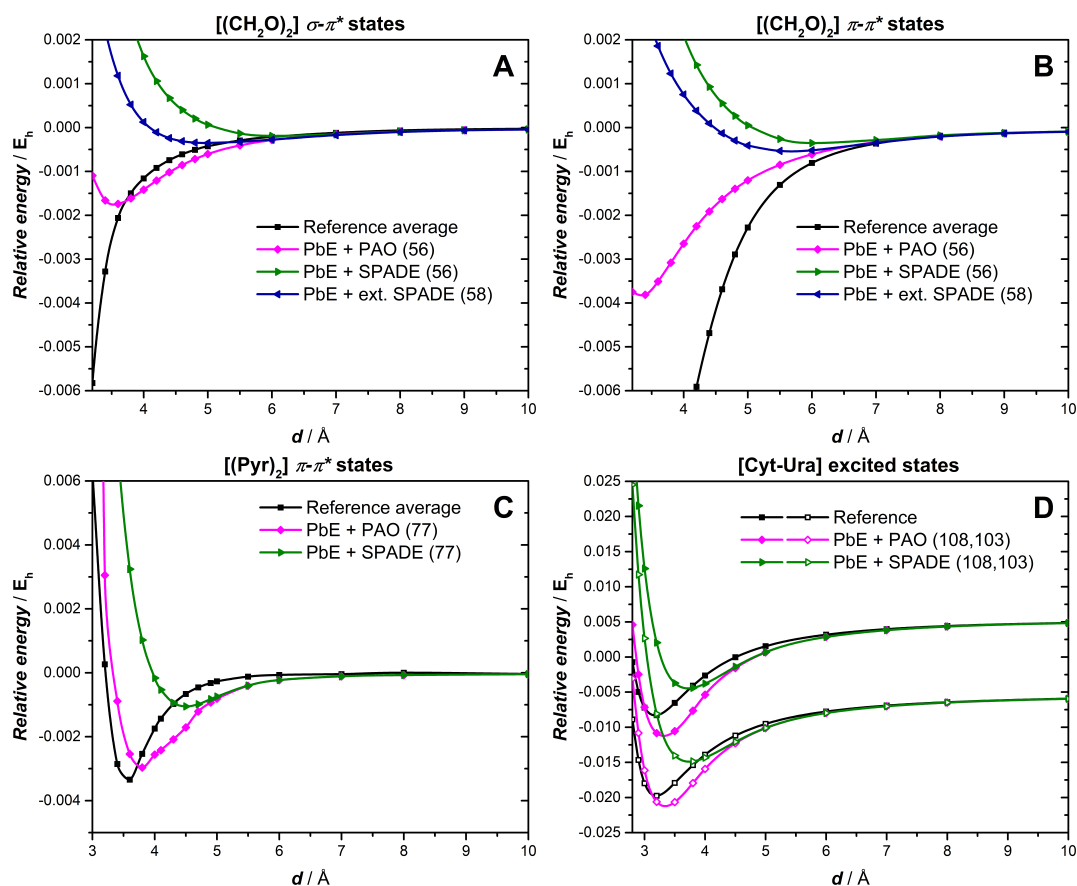 [(CH₂O)₂] σ-π* states
A
Relative energy / Eₕ
0.002
0.001
0.000
-0.001
-0.002
-0.003
-0.004
-0.005
-0.006
Reference average
PbE + PAO (56)
PbE + SPADE (56)
PbE + ext. SPADE (58)
4 5 6 7 8 9 10
d / Å
[(CH₂O)₂] π-π* states
B
Relative energy / Eₕ
0.002
0.001
0.000
-0.001
-0.002
-0.003
-0.004
-0.005
-0.006
Reference average
PbE + PAO (56)
PbE + SPADE (56)
PbE + ext. SPADE (58)
4 5 6 7 8 9 10
d / Å
[(Pyr)₂] π-π* states
C
Relative energy / Eₕ
0.006
0.004
0.002
0.000
-0.002
-0.004
Reference average
PbE + PAO (77)
PbE + SPADE (77)
3 4 5 6 7 8 9 10
d / Å
[Cyt-Ura] excited states
D
Relative energy / Eₕ
0.025
0.020
0.015
0.010
0.005
0.000
-0.005
-0.010
-0.015
-0.020
-0.025
Reference
PbE + PAO (108,103)
PbE + SPADE (108,103)
3 4 5 6 7 8 9 10
d / Å